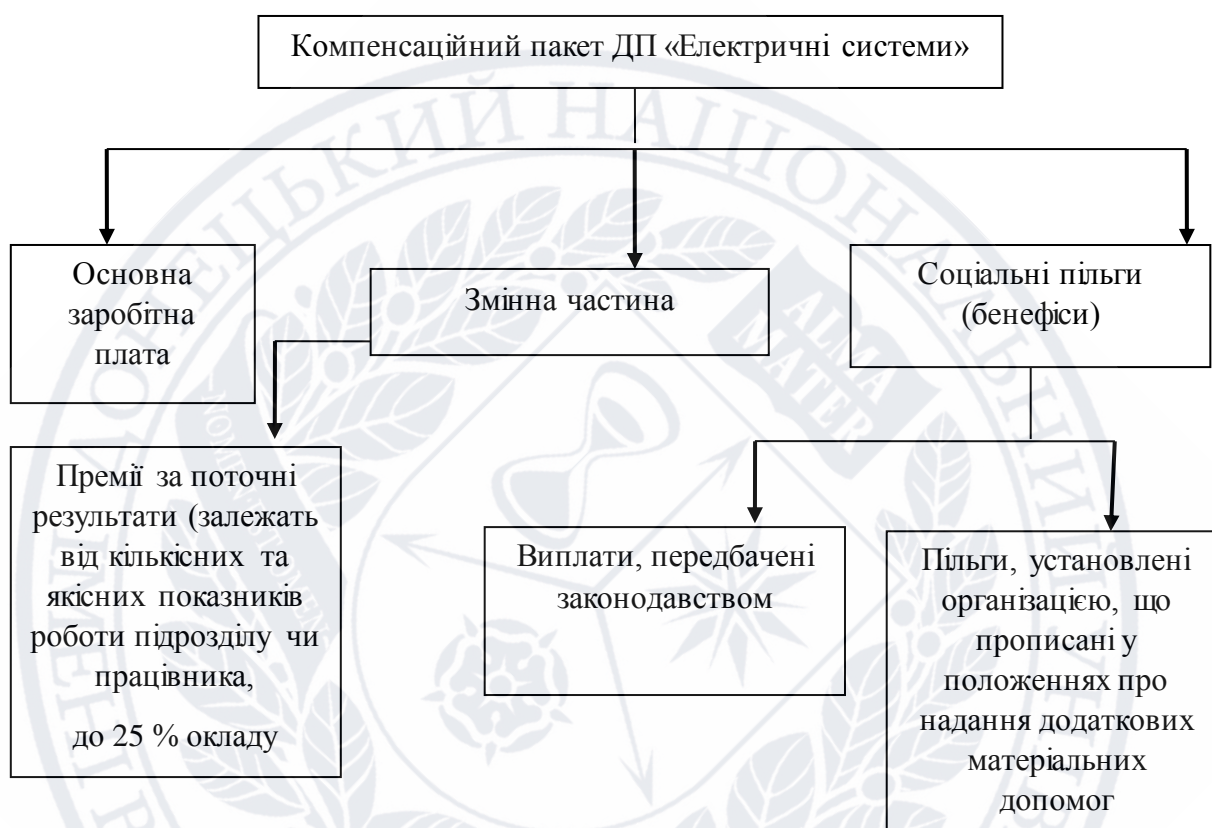 Компенсаційний пакет ДП «Електричні системи»
Основна
заробітна
плата
Змінна частина
Соціальні пільги
(бенефіси)
Премії за поточні
результати (залежать
від кількісних та
якісних показників
роботи підрозділу чи
працівника,
до 25 % окладу
Виплати, передбачені
законодавством
Пільги, установлені
організацією, що
прописані у
положеннях про
надання додаткових
матеріальних
допомог
ALMA
MATER